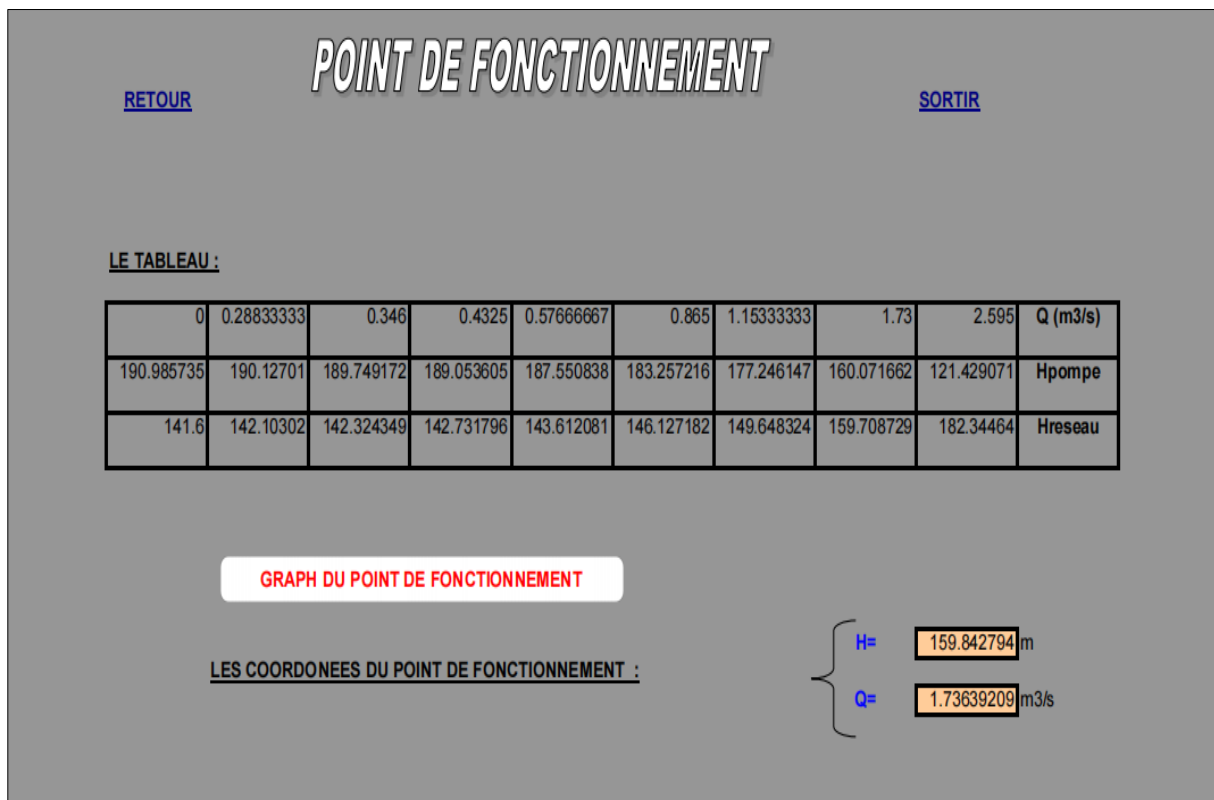 POINT DE FONCTIONNEMENT
RETOUR SORTIR
LE TABLEAU :
0 0.28833333 0.346 0.4325 0.57666667 0.865 1.15333333 1.73 2.595 Q (m3/s)
190.985735 190.12701 189.749172 189.053605 187.550838 183.257216 177.246147 160.071662 121.429071 Hpompe
141.6 142.10302 142.324349 142.731796 143.612081 146.127182 149.648324 159.708729 182.34464 Hreseau
GRAPH DU POINT DE FONCTIONNEMENT
H= 159.842794 m
LES COORDONEES DU POINT DE FONCTIONNEMENT :
Q= 1.73639209 m3/s